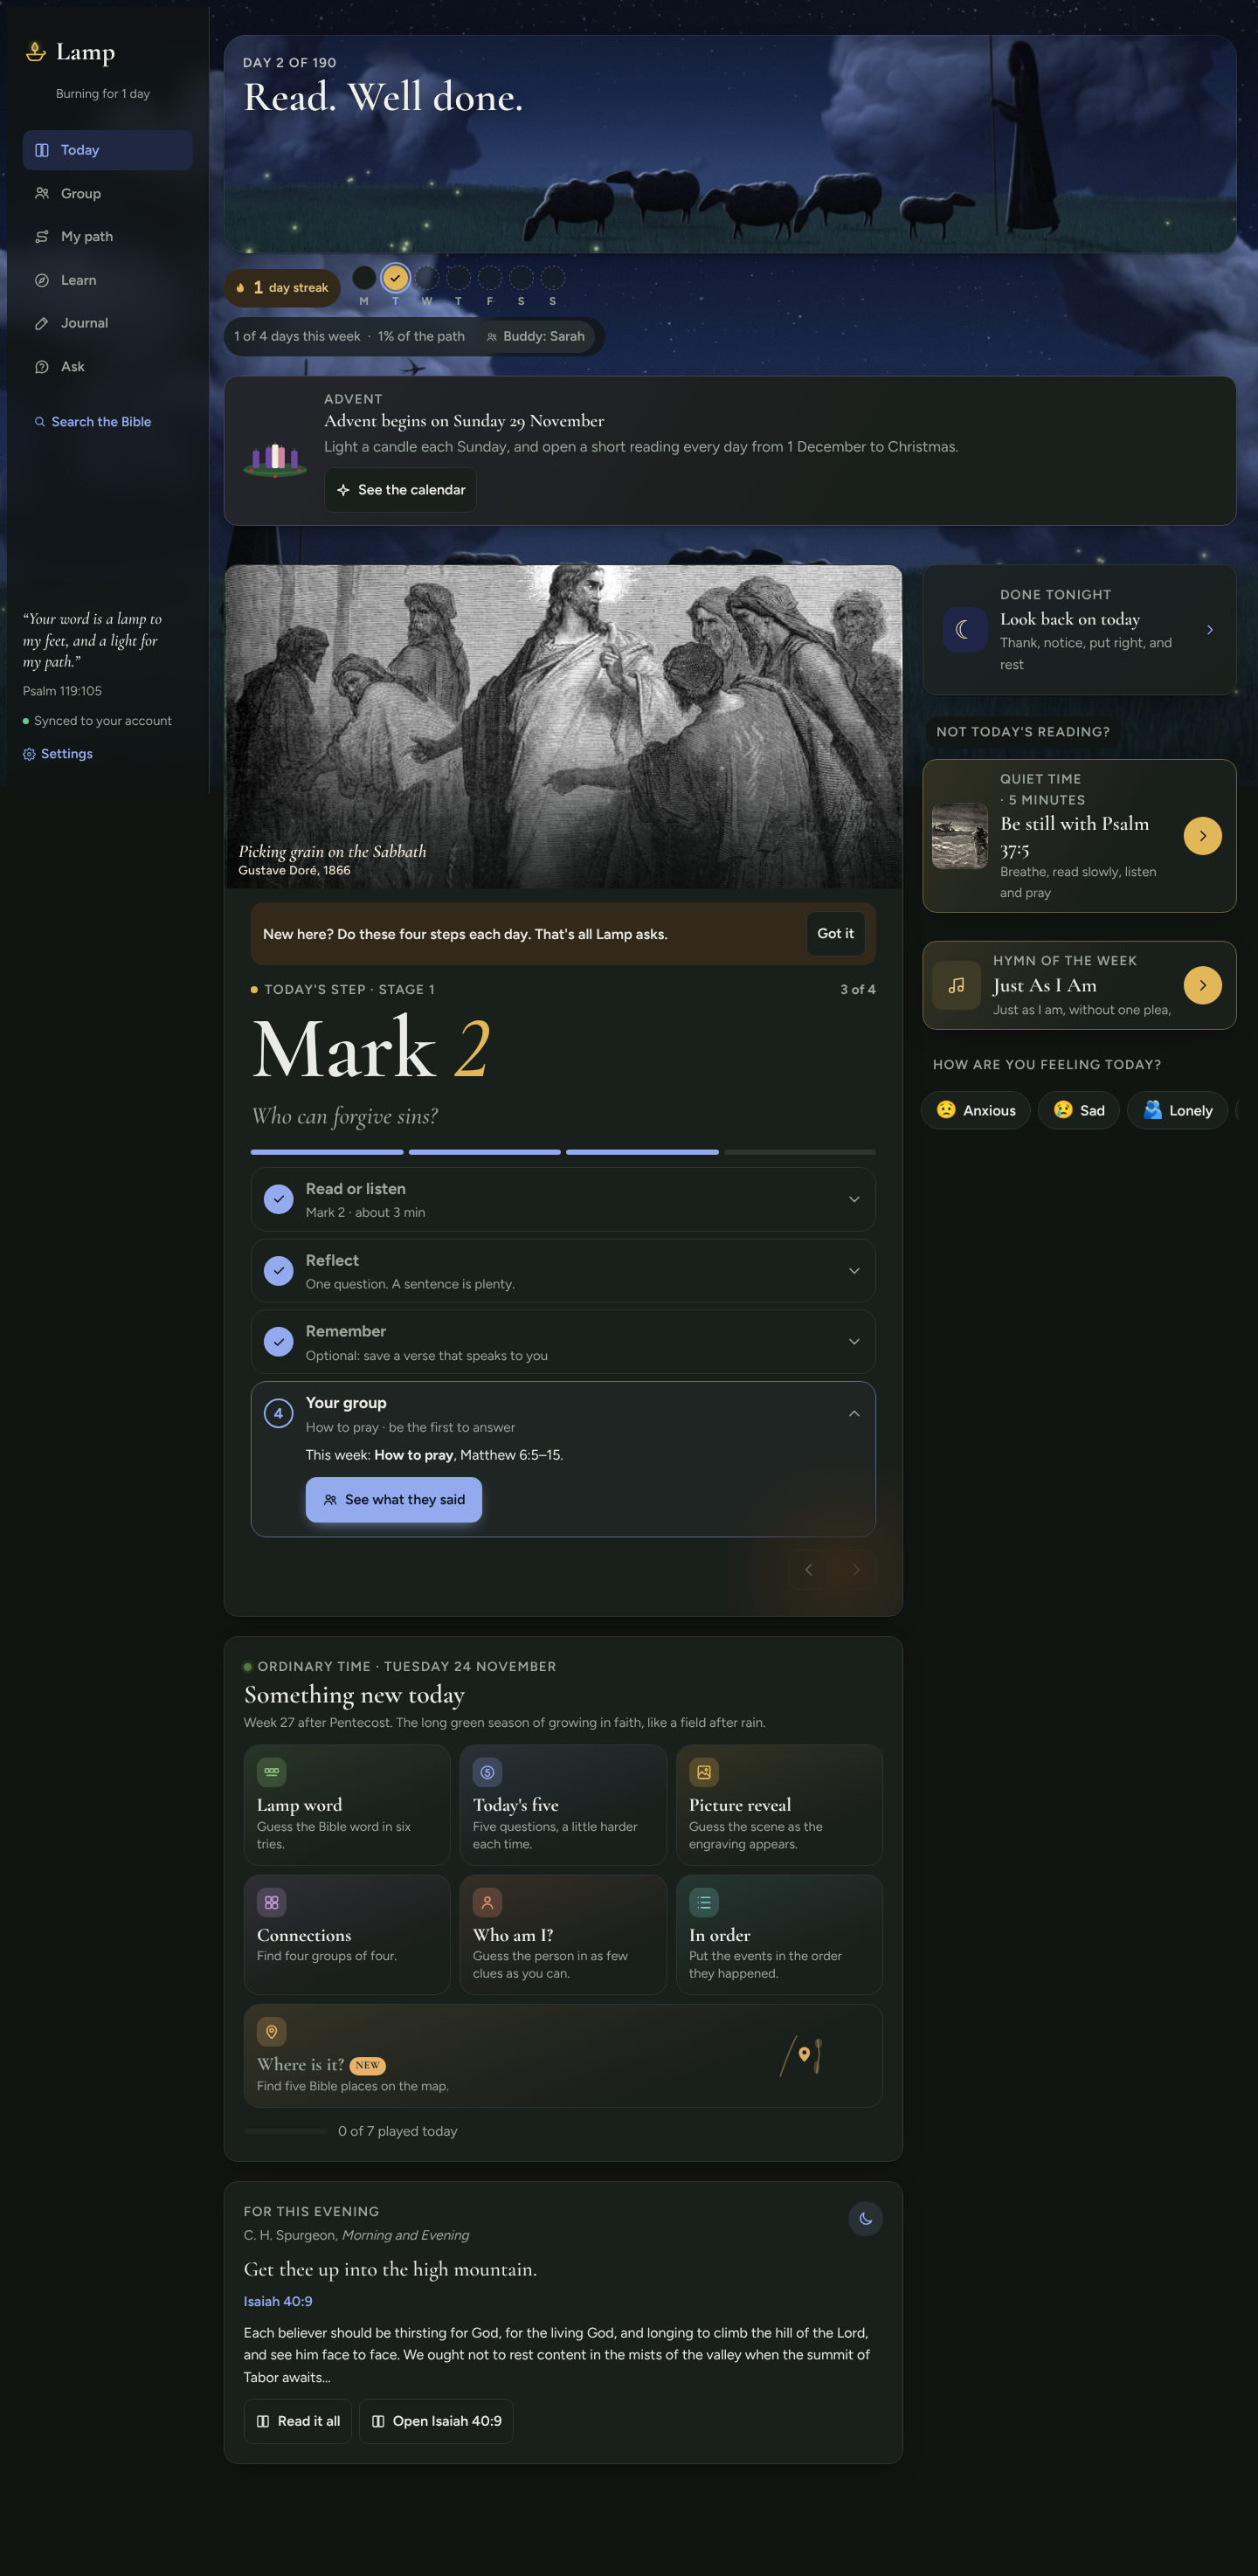 Lamp
Burning for 1 day
Today
Group
My path
Learn
Journal
Ask
Search the Bible
“Your word is a lamp to
my feet, and a light for
my path.”
Psalm 119:105
Synced to your account
Settings
DAY 2 OF 190
Read. Well done.
1 day streak
M T W T F S S
1 of 4 days this week · 1% of the path
Buddy: Sarah
ADVENT
Advent begins on Sunday 29 November
Light a candle each Sunday, and open a short reading every day from 1 December to Christmas.
See the calendar
Picking grain on the Sabbath
Gustave Doré, 1866
New here? Do these four steps each day. That's all Lamp asks.
Got it
TODAY'S STEP · STAGE 1
3 of 4
Mark 2
Who can forgive sins?
Read or listen
Mark 2 · about 3 min
Reflect
One question. A sentence is plenty.
Remember
Optional: save a verse that speaks to you
4
Your group
How to pray · be the first to answer
This week: How to pray, Matthew 6:5–15.
See what they said
DONE TONIGHT
Look back on today
Thank, notice, put right, and
rest
NOT TODAY'S READING?
QUIET TIME
· 5 MINUTES
Be still with Psalm
37:5
Breathe, read slowly, listen
and pray
HYMN OF THE WEEK
Just As I Am
Just as I am, without one plea,
HOW ARE YOU FEELING TODAY?
Anxious
Sad
Lonely
ORDINARY TIME · TUESDAY 24 NOVEMBER
Something new today
Week 27 after Pentecost. The long green season of growing in faith, like a field after rain.
Lamp word
Guess the Bible word in six
tries.
5
Today's five
Five questions, a little harder
each time.
Picture reveal
Guess the scene as the
engraving appears.
Connections
Find four groups of four.
Who am I?
Guess the person in as few
clues as you can.
In order
Put the events in the order
they happened.
Where is it? NEW
Find five Bible places on the map.
0 of 7 played today
FOR THIS EVENING
C. H. Spurgeon, Morning and Evening
Get thee up into the high mountain.
Isaiah 40:9
Each believer should be thirsting for God, for the living God, and longing to climb the hill of the Lord,
and see him face to face. We ought not to rest content in the mists of the valley when the summit of
Tabor awaits…
Read it all
Open Isaiah 40:9